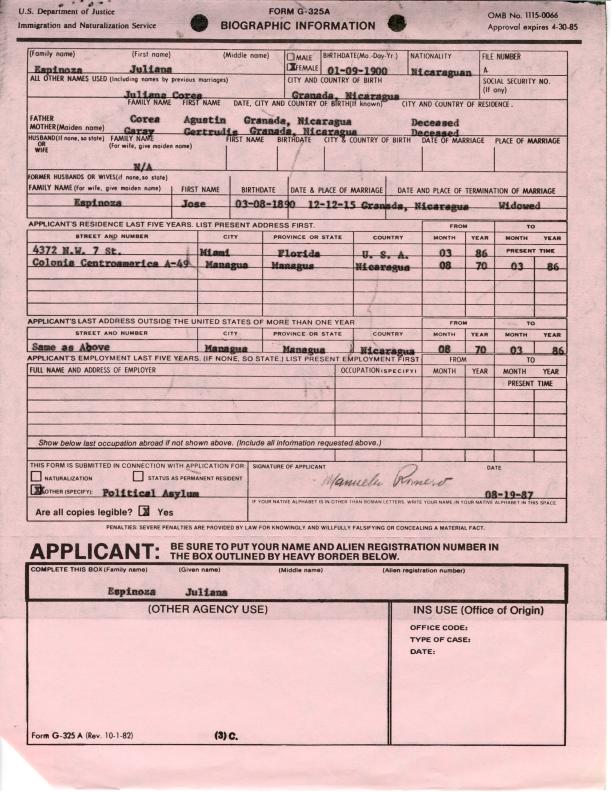 U.S. Department of Justice
Immigration and Naturalization Service
FORM G-325A
BIOGRAPHIC INFORMATION
OMB No. 1115-0066
Approval expires 4-30-85
(Family name) (First name) (Middle name) MALE BIRTHDATE(Mo.-Day-Yr.) NATIONALITY FILE NUMBER
Espinoza Juliana X FEMALE 01-09-1900 Nicaraguan A
ALL OTHER NAMES USED (Including names by previous marriages) CITY AND COUNTRY OF BIRTH SOCIAL SECURITY NO.
(If any)
Juliana Corea Granada, Nicaragua
FAMILY NAME FIRST NAME DATE, CITY AND COUNTRY OF BIRTH(If known) CITY AND COUNTRY OF RESIDENCE.
FATHER Corea Agustin Granada, Nicaragua Deceased
MOTHER(Maiden name) Garay Gertrudis Granada, Nicaragua Deceased
HUSBAND(If none, so state) FAMILY NAME FIRST NAME BIRTHDATE CITY & COUNTRY OF BIRTH DATE OF MARRIAGE PLACE OF MARRIAGE
OR (For wife, give maiden name)
WIFE
N/A
FORMER HUSBANDS OR WIVES(if none, so state)
FAMILY NAME (For wife, give maiden name) FIRST NAME BIRTHDATE DATE & PLACE OF MARRIAGE DATE AND PLACE OF TERMINATION OF MARRIAGE
Espinoza Jose 03-08-1890 12-12-15 Granada, Nicaragua Widowed
APPLICANT'S RESIDENCE LAST FIVE YEARS. LIST PRESENT ADDRESS FIRST. FROM TO
STREET AND NUMBER CITY PROVINCE OR STATE COUNTRY MONTH YEAR MONTH YEAR
4372 N.W. 7 St. Miami Florida U. S. A. 03 86 PRESENT TIME
Colonia Centroamerica A-49 Managua Managua Nicaragua 08 70 03 86
APPLICANT'S LAST ADDRESS OUTSIDE THE UNITED STATES OF MORE THAN ONE YEAR FROM TO
STREET AND NUMBER CITY PROVINCE OR STATE COUNTRY MONTH YEAR MONTH YEAR
Same as Above Managua Managua Nicaragua 08 70 03 86
APPLICANT'S EMPLOYMENT LAST FIVE YEARS. (IF NONE, SO STATE.) LIST PRESENT EMPLOYMENT FIRST FROM TO
FULL NAME AND ADDRESS OF EMPLOYER OCCUPATION(SPECIFY) MONTH YEAR MONTH YEAR
PRESENT TIME
Show below last occupation abroad if not shown above. (Include all information requested above.)
THIS FORM IS SUBMITTED IN CONNECTION WITH APPLICATION FOR: SIGNATURE OF APPLICANT DATE
NATURALIZATION STATUS AS PERMANENT RESIDENT
Manuela Romero
X OTHER (SPECIFY): Political Asylum 08-19-87
IF YOUR NATIVE ALPHABET IS IN OTHER THAN ROMAN LETTERS, WRITE YOUR NAME IN YOUR NATIVE ALPHABET IN THIS SPACE
Are all copies legible? X Yes
PENALTIES: SEVERE PENALTIES ARE PROVIDED BY LAW FOR KNOWINGLY AND WILLFULLY FALSIFYING OR CONCEALING A MATERIAL FACT.
APPLICANT: BE SURE TO PUT YOUR NAME AND ALIEN REGISTRATION NUMBER IN
THE BOX OUTLINED BY HEAVY BORDER BELOW.
COMPLETE THIS BOX (Family name) (Given name) (Middle name) (Alien registration number)
Espinoza Juliana
(OTHER AGENCY USE) INS USE (Office of Origin)
OFFICE CODE:
TYPE OF CASE:
DATE:
Form G-325 A (Rev. 10-1-82) (3) C.